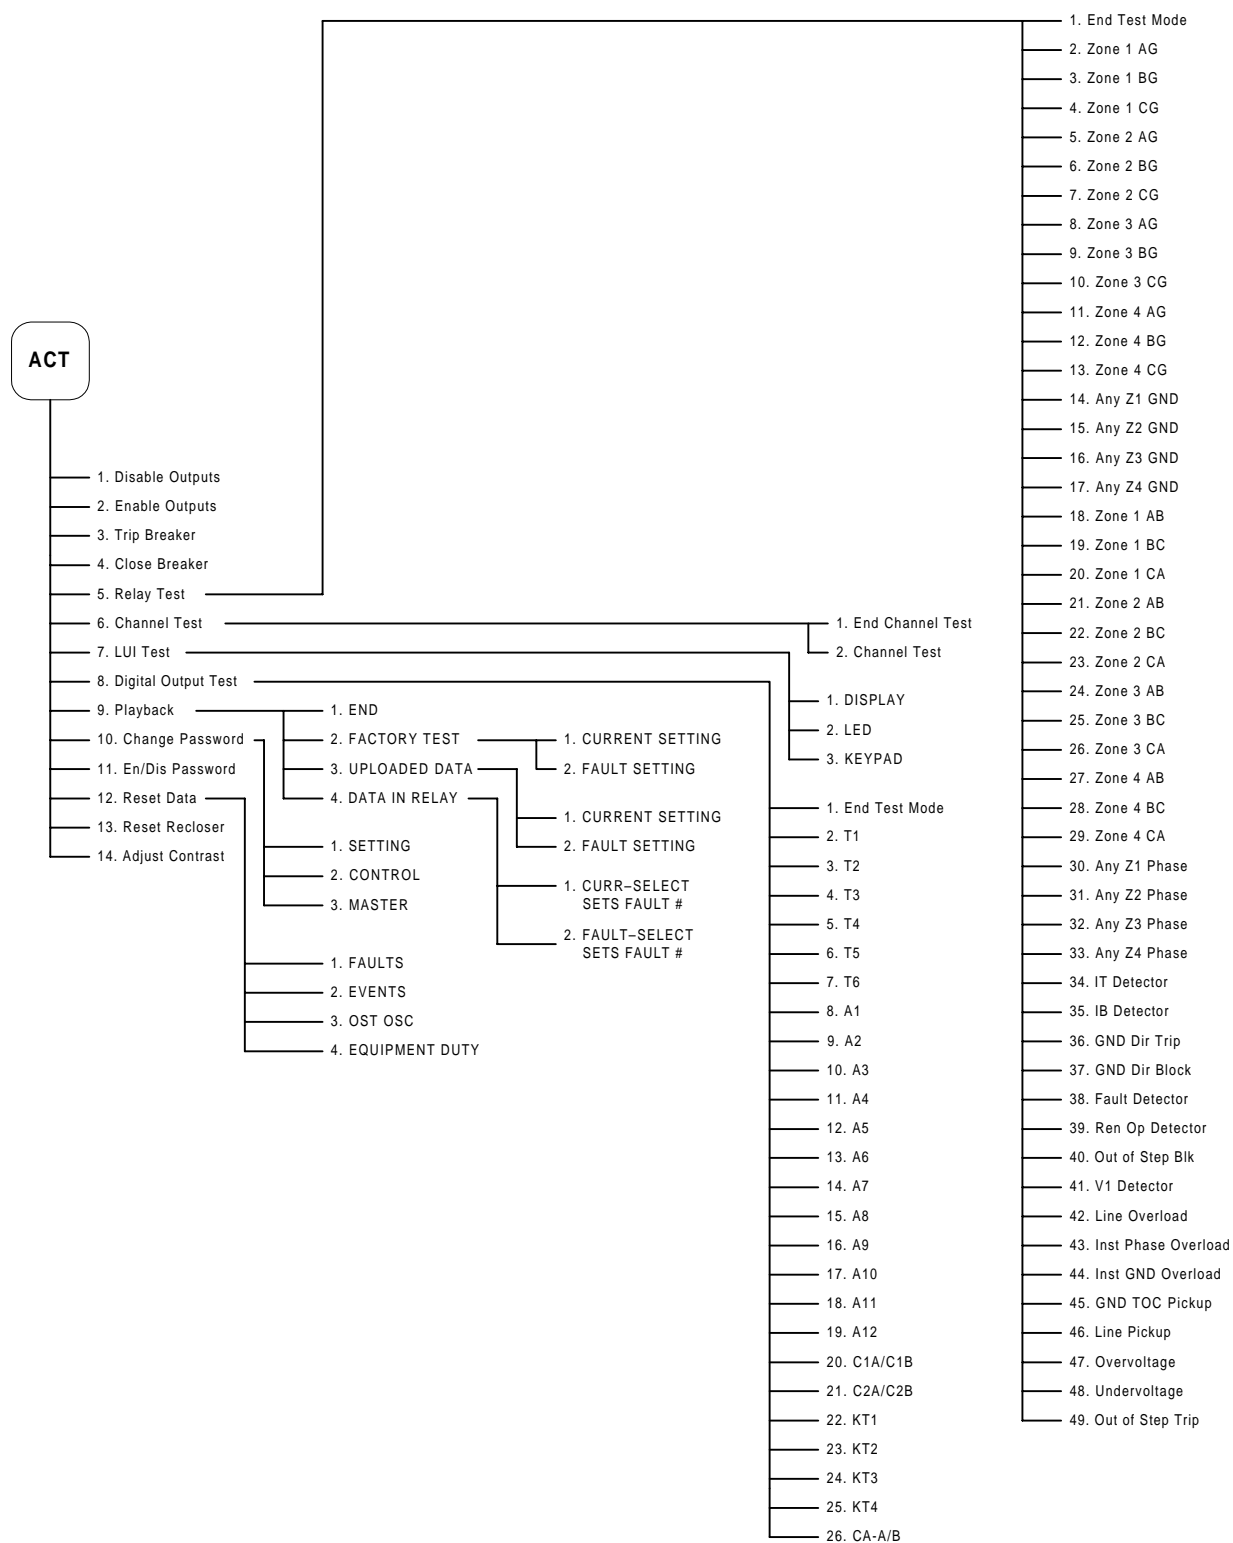 ACT
1. Disable Outputs
2. Enable Outputs
3. Trip Breaker
4. Close Breaker
5. Relay Test
6. Channel Test
7. LUI Test
8. Digital Output Test
9. Playback
10. Change Password
11. En/Dis Password
12. Reset Data
13. Reset Recloser
14. Adjust Contrast
1. END
2. FACTORY TEST
3. UPLOADED DATA
4. DATA IN RELAY
1. SETTING
2. CONTROL
3. MASTER
1. FAULTS
2. EVENTS
3. OST OSC
4. EQUIPMENT DUTY
1. CURRENT SETTING
2. FAULT SETTING
1. CURRENT SETTING
2. FAULT SETTING
1. CURR–SELECT
SETS FAULT #
2. FAULT–SELECT
SETS FAULT #
1. End Channel Test
2. Channel Test
1. DISPLAY
2. LED
3. KEYPAD
1. End Test Mode
2. T1
3. T2
4. T3
5. T4
6. T5
7. T6
8. A1
9. A2
10. A3
11. A4
12. A5
13. A6
14. A7
15. A8
16. A9
17. A10
18. A11
19. A12
20. C1A/C1B
21. C2A/C2B
22. KT1
23. KT2
24. KT3
25. KT4
26. CA-A/B
1. End Test Mode
2. Zone 1 AG
3. Zone 1 BG
4. Zone 1 CG
5. Zone 2 AG
6. Zone 2 BG
7. Zone 2 CG
8. Zone 3 AG
9. Zone 3 BG
10. Zone 3 CG
11. Zone 4 AG
12. Zone 4 BG
13. Zone 4 CG
14. Any Z1 GND
15. Any Z2 GND
16. Any Z3 GND
17. Any Z4 GND
18. Zone 1 AB
19. Zone 1 BC
20. Zone 1 CA
21. Zone 2 AB
22. Zone 2 BC
23. Zone 2 CA
24. Zone 3 AB
25. Zone 3 BC
26. Zone 3 CA
27. Zone 4 AB
28. Zone 4 BC
29. Zone 4 CA
30. Any Z1 Phase
31. Any Z2 Phase
32. Any Z3 Phase
33. Any Z4 Phase
34. IT Detector
35. IB Detector
36. GND Dir Trip
37. GND Dir Block
38. Fault Detector
39. Ren Op Detector
40. Out of Step Blk
41. V1 Detector
42. Line Overload
43. Inst Phase Overload
44. Inst GND Overload
45. GND TOC Pickup
46. Line Pickup
47. Overvoltage
48. Undervoltage
49. Out of Step Trip